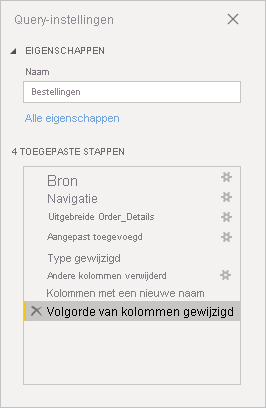 Query-instellingen
EIGENSCHAPPEN
Naam
Bestellingen
Alle eigenschappen
4 TOEGEPASTE STAPPEN
Bron
Navigatie
Uitgebreide Order_Details
Aangepast toegevoegd
Type gewijzigd
Andere kolommen verwijderd
Kolommen met een nieuwe naam
Volgorde van kolommen gewijzigd